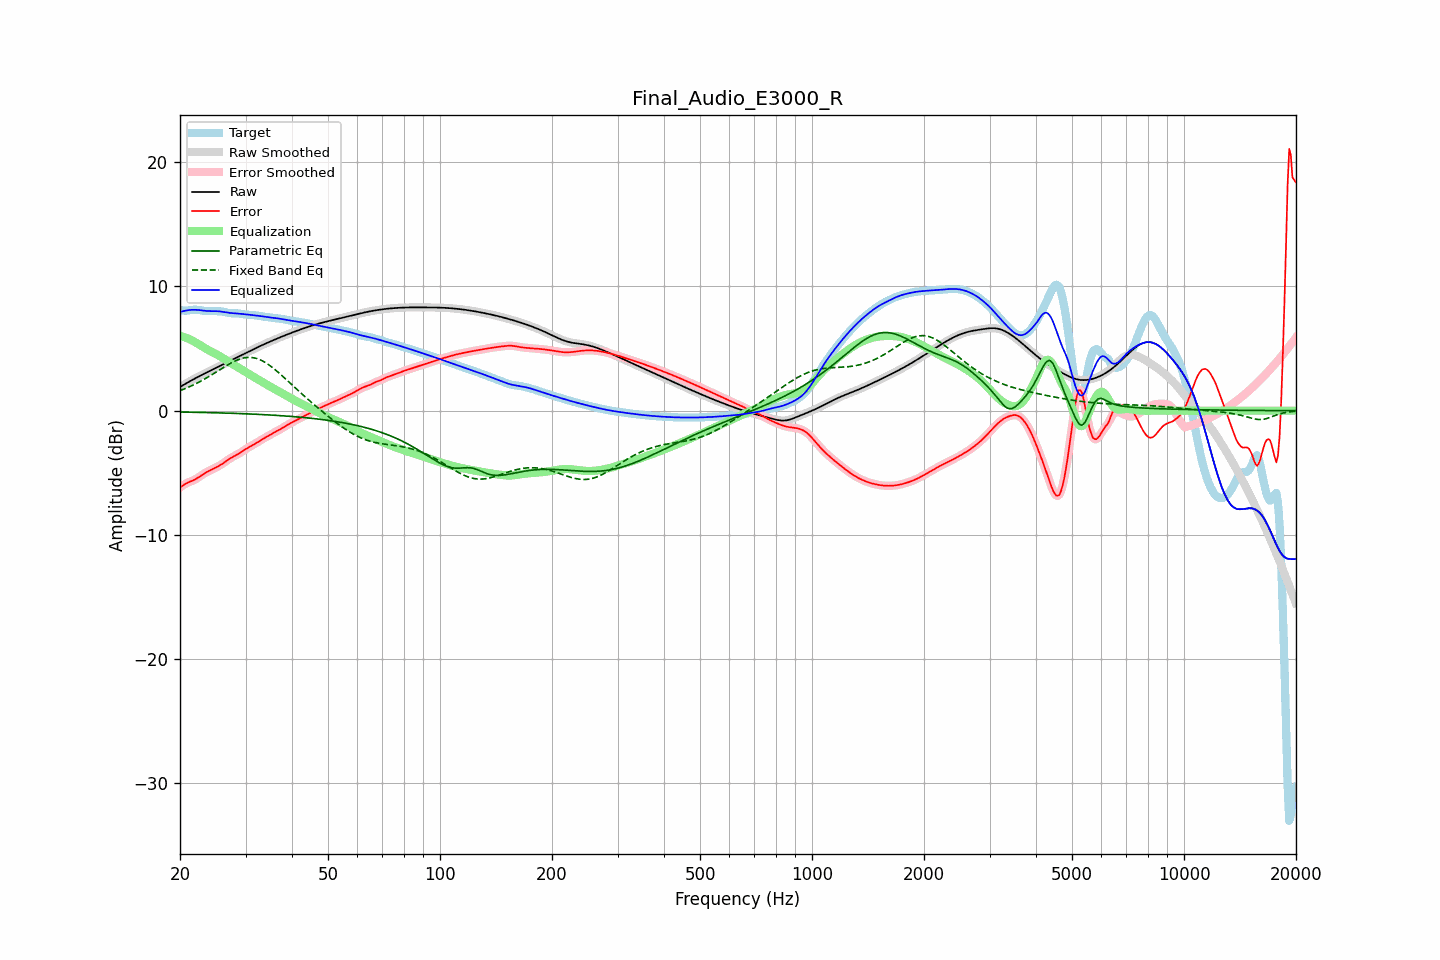 Final_Audio_E3000_R
Target
Raw Smoothed
Error Smoothed
Raw
Error
Equalization
Parametric Eq
Fixed Band Eq
Equalized
20
10
0
−10
−20
−30
Amplitude (dBr)
20 50 100 200 500 1000 2000 5000 10000 20000
Frequency (Hz)